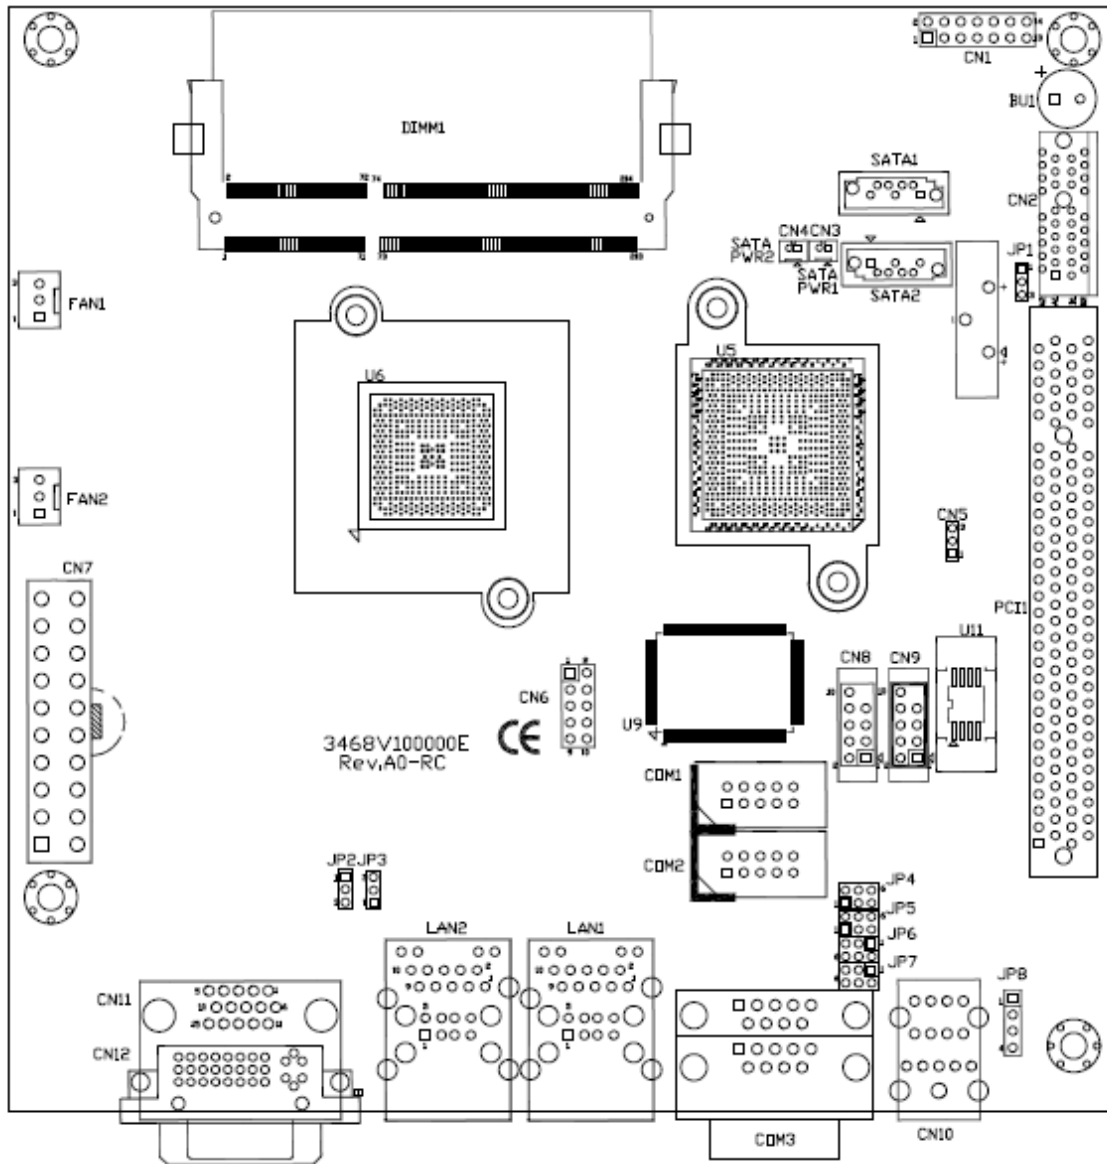 CN1
BU1
DIMM1
SATA1
CN2
CN4 CN3
SATA
PWR2
JP1
SATA
PWR1
SATA2
FAN1
U5
U6
FAN2
CN5
CN7
PCI1
U11
CN8
CN9
CN6
U9
3468V100000E
Rev.A0-RC
CE
COM1
COM2
JP2 JP3
JP4
JP5
LAN2
LAN1
JP6
JP7
JP8
CN11
CN12
CN10
COM3